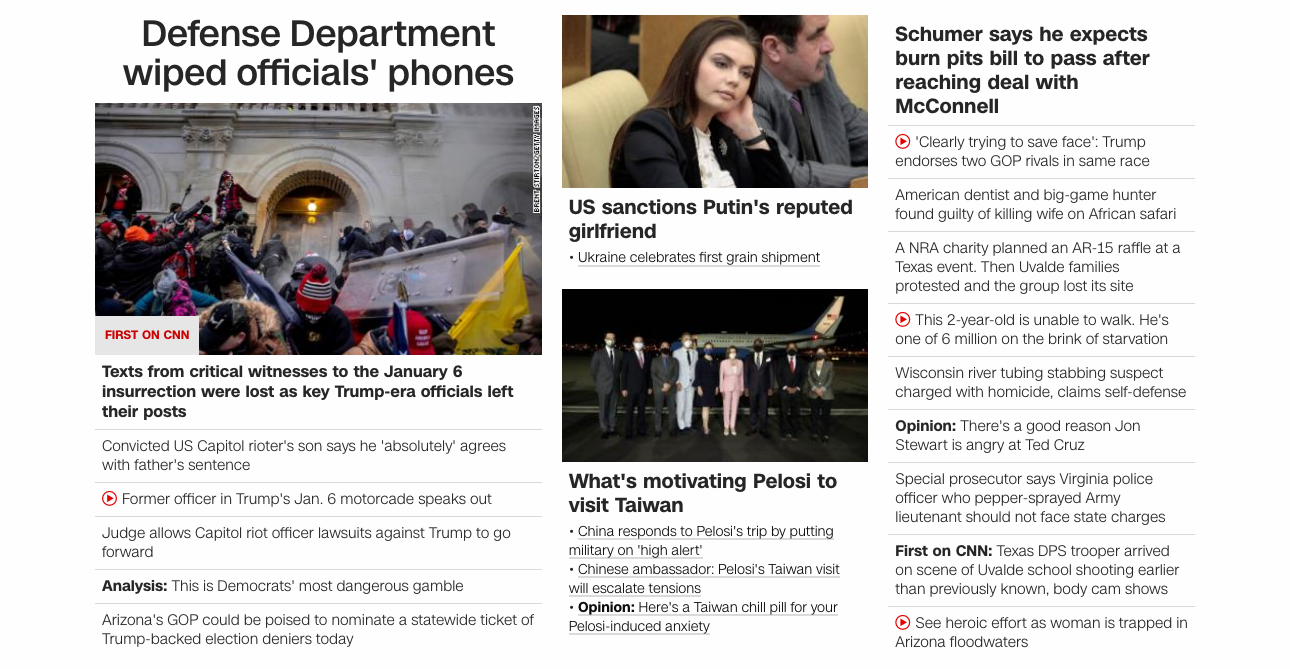 Defense Department
wiped officials' phones
BRENT STIRTON/GETTY IMAGES
FIRST ON CNN
Texts from critical witnesses to the January 6
insurrection were lost as key Trump-era officials left
their posts
Convicted US Capitol rioter's son says he 'absolutely' agrees
with father's sentence
Former officer in Trump's Jan. 6 motorcade speaks out
Judge allows Capitol riot officer lawsuits against Trump to go
forward
Analysis: This is Democrats' most dangerous gamble
Arizona's GOP could be poised to nominate a statewide ticket of
Trump-backed election deniers today
US sanctions Putin's reputed
girlfriend
• Ukraine celebrates first grain shipment
What's motivating Pelosi to
visit Taiwan
• China responds to Pelosi's trip by putting
military on 'high alert'
• Chinese ambassador: Pelosi's Taiwan visit
will escalate tensions
• Opinion: Here's a Taiwan chill pill for your
Pelosi-induced anxiety
Schumer says he expects
burn pits bill to pass after
reaching deal with
McConnell
'Clearly trying to save face': Trump
endorses two GOP rivals in same race
American dentist and big-game hunter
found guilty of killing wife on African safari
A NRA charity planned an AR-15 raffle at a
Texas event. Then Uvalde families
protested and the group lost its site
This 2-year-old is unable to walk. He's
one of 6 million on the brink of starvation
Wisconsin river tubing stabbing suspect
charged with homicide, claims self-defense
Opinion: There's a good reason Jon
Stewart is angry at Ted Cruz
Special prosecutor says Virginia police
officer who pepper-sprayed Army
lieutenant should not face state charges
First on CNN: Texas DPS trooper arrived
on scene of Uvalde school shooting earlier
than previously known, body cam shows
See heroic effort as woman is trapped in
Arizona floodwaters